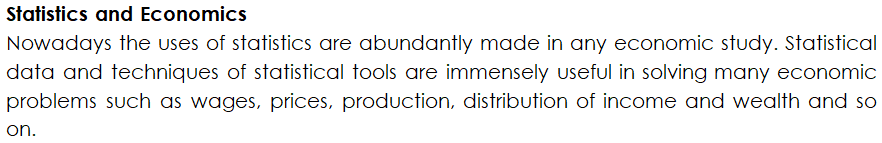 Statistics and Economics
Nowadays the uses of statistics are abundantly made in any economic study. Statistical
data and techniques of statistical tools are immensely useful in solving many economic
problems such as wages, prices, production, distribution of income and wealth and so
on.